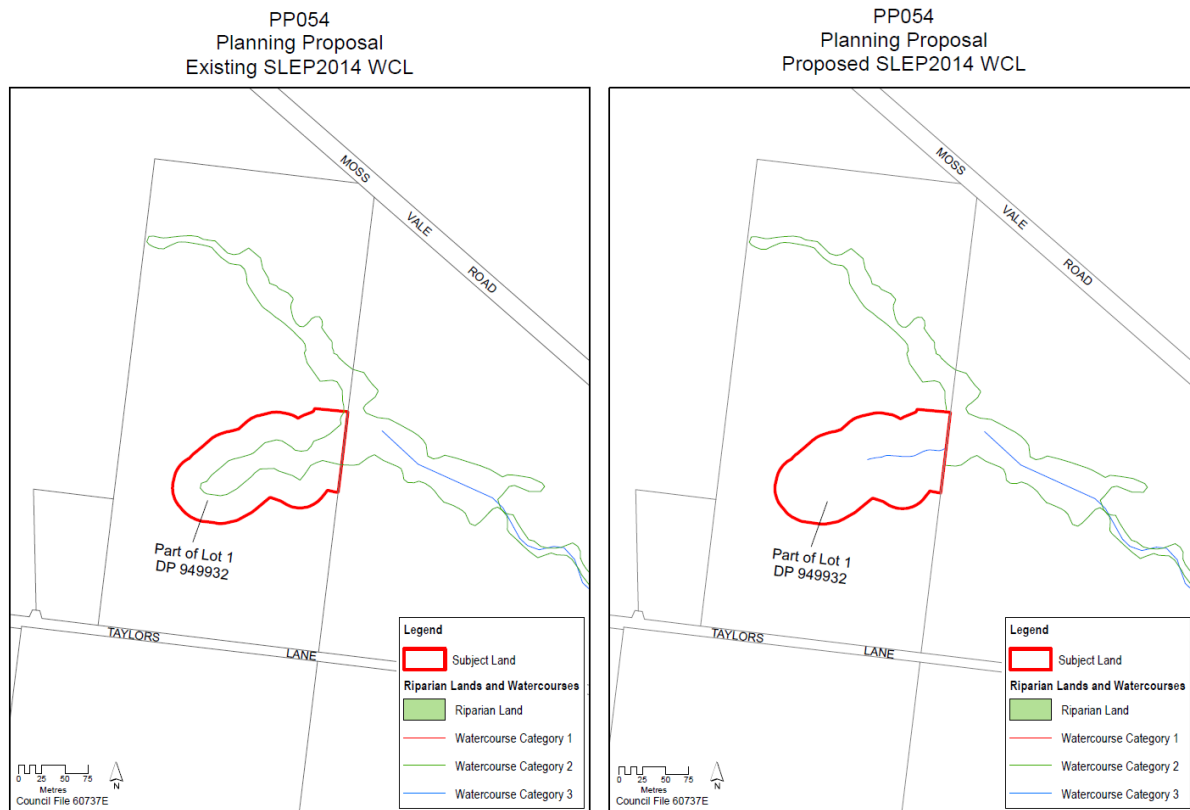 PP054
Planning Proposal
Existing SLEP2014 WCL
MOSS
VALE
ROAD
Part of Lot 1
DP 949932
TAYLORS
LANE
Legend
Subject Land
Riparian Lands and Watercourses
Riparian Land
Watercourse Category 1
Watercourse Category 2
Watercourse Category 3
0 25 50 75
Metres
N
Council File 60737E
PP054
Planning Proposal
Proposed SLEP2014 WCL
MOSS
VALE
ROAD
Part of Lot 1
DP 949932
TAYLORS
LANE
Legend
Subject Land
Riparian Lands and Watercourses
Riparian Land
Watercourse Category 1
Watercourse Category 2
Watercourse Category 3
0 25 50 75
Metres
N
Council File 60737E